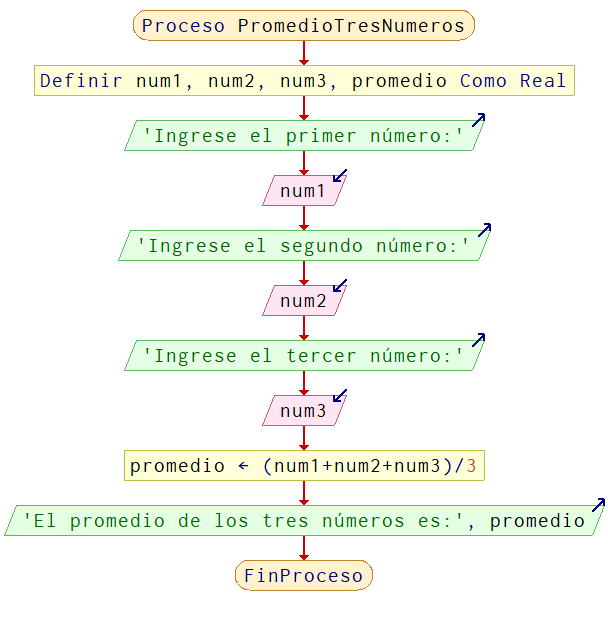 Proceso PromedioTresNumeros
Definir num1, num2, num3, promedio Como Real
'Ingrese el primer número:'
num1
'Ingrese el segundo número:'
num2
'Ingrese el tercer número:'
num3
promedio ← (num1+num2+num3)/3
'El promedio de los tres números es:', promedio
FinProceso